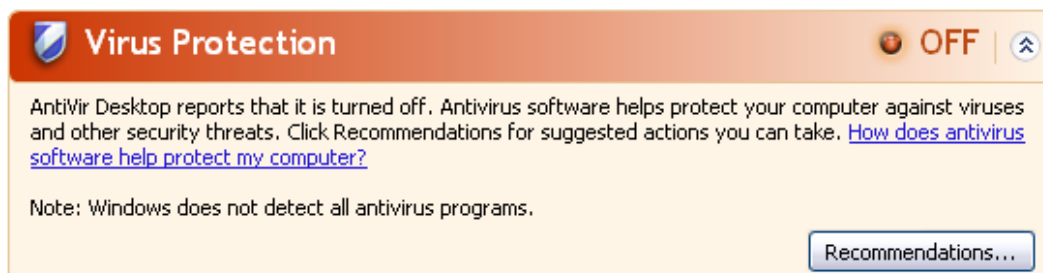 Virus Protection
OFF
AntiVir Desktop reports that it is turned off. Antivirus software helps protect your computer against viruses
and other security threats. Click Recommendations for suggested actions you can take. How does antivirus
software help protect my computer?
Note: Windows does not detect all antivirus programs.
Recommendations...